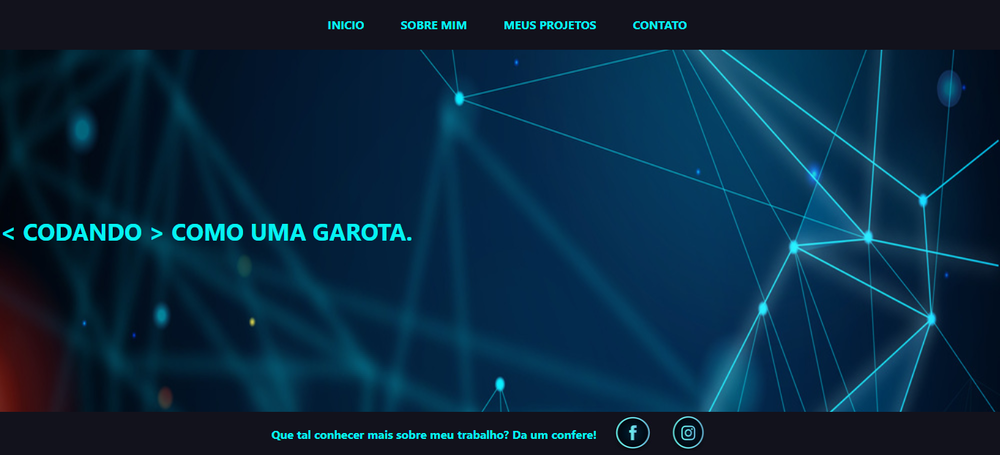 INICIO SOBRE MIM MEUS PROJETOS CONTATO
< CODANDO > COMO UMA GAROTA.
Que tal conhecer mais sobre meu trabalho? Da um confere!